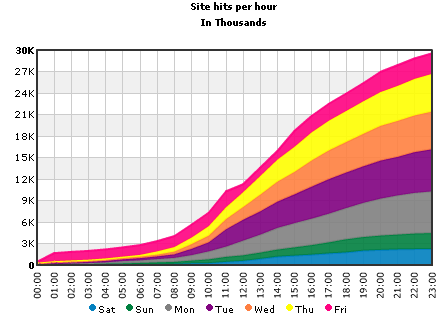 Site hits per hour
In Thousands
30K
27K
24K
21K
18K
15K
12K
9K
6K
3K
0
00:00 01:00 02:00 03:00 04:00 05:00 06:00 07:00 08:00 09:00 10:00 11:00 12:00 13:00 14:00 15:00 16:00 17:00 18:00 19:00 20:00 21:00 22:00 23:00
Sat Sun Mon Tue Wed Thu Fri